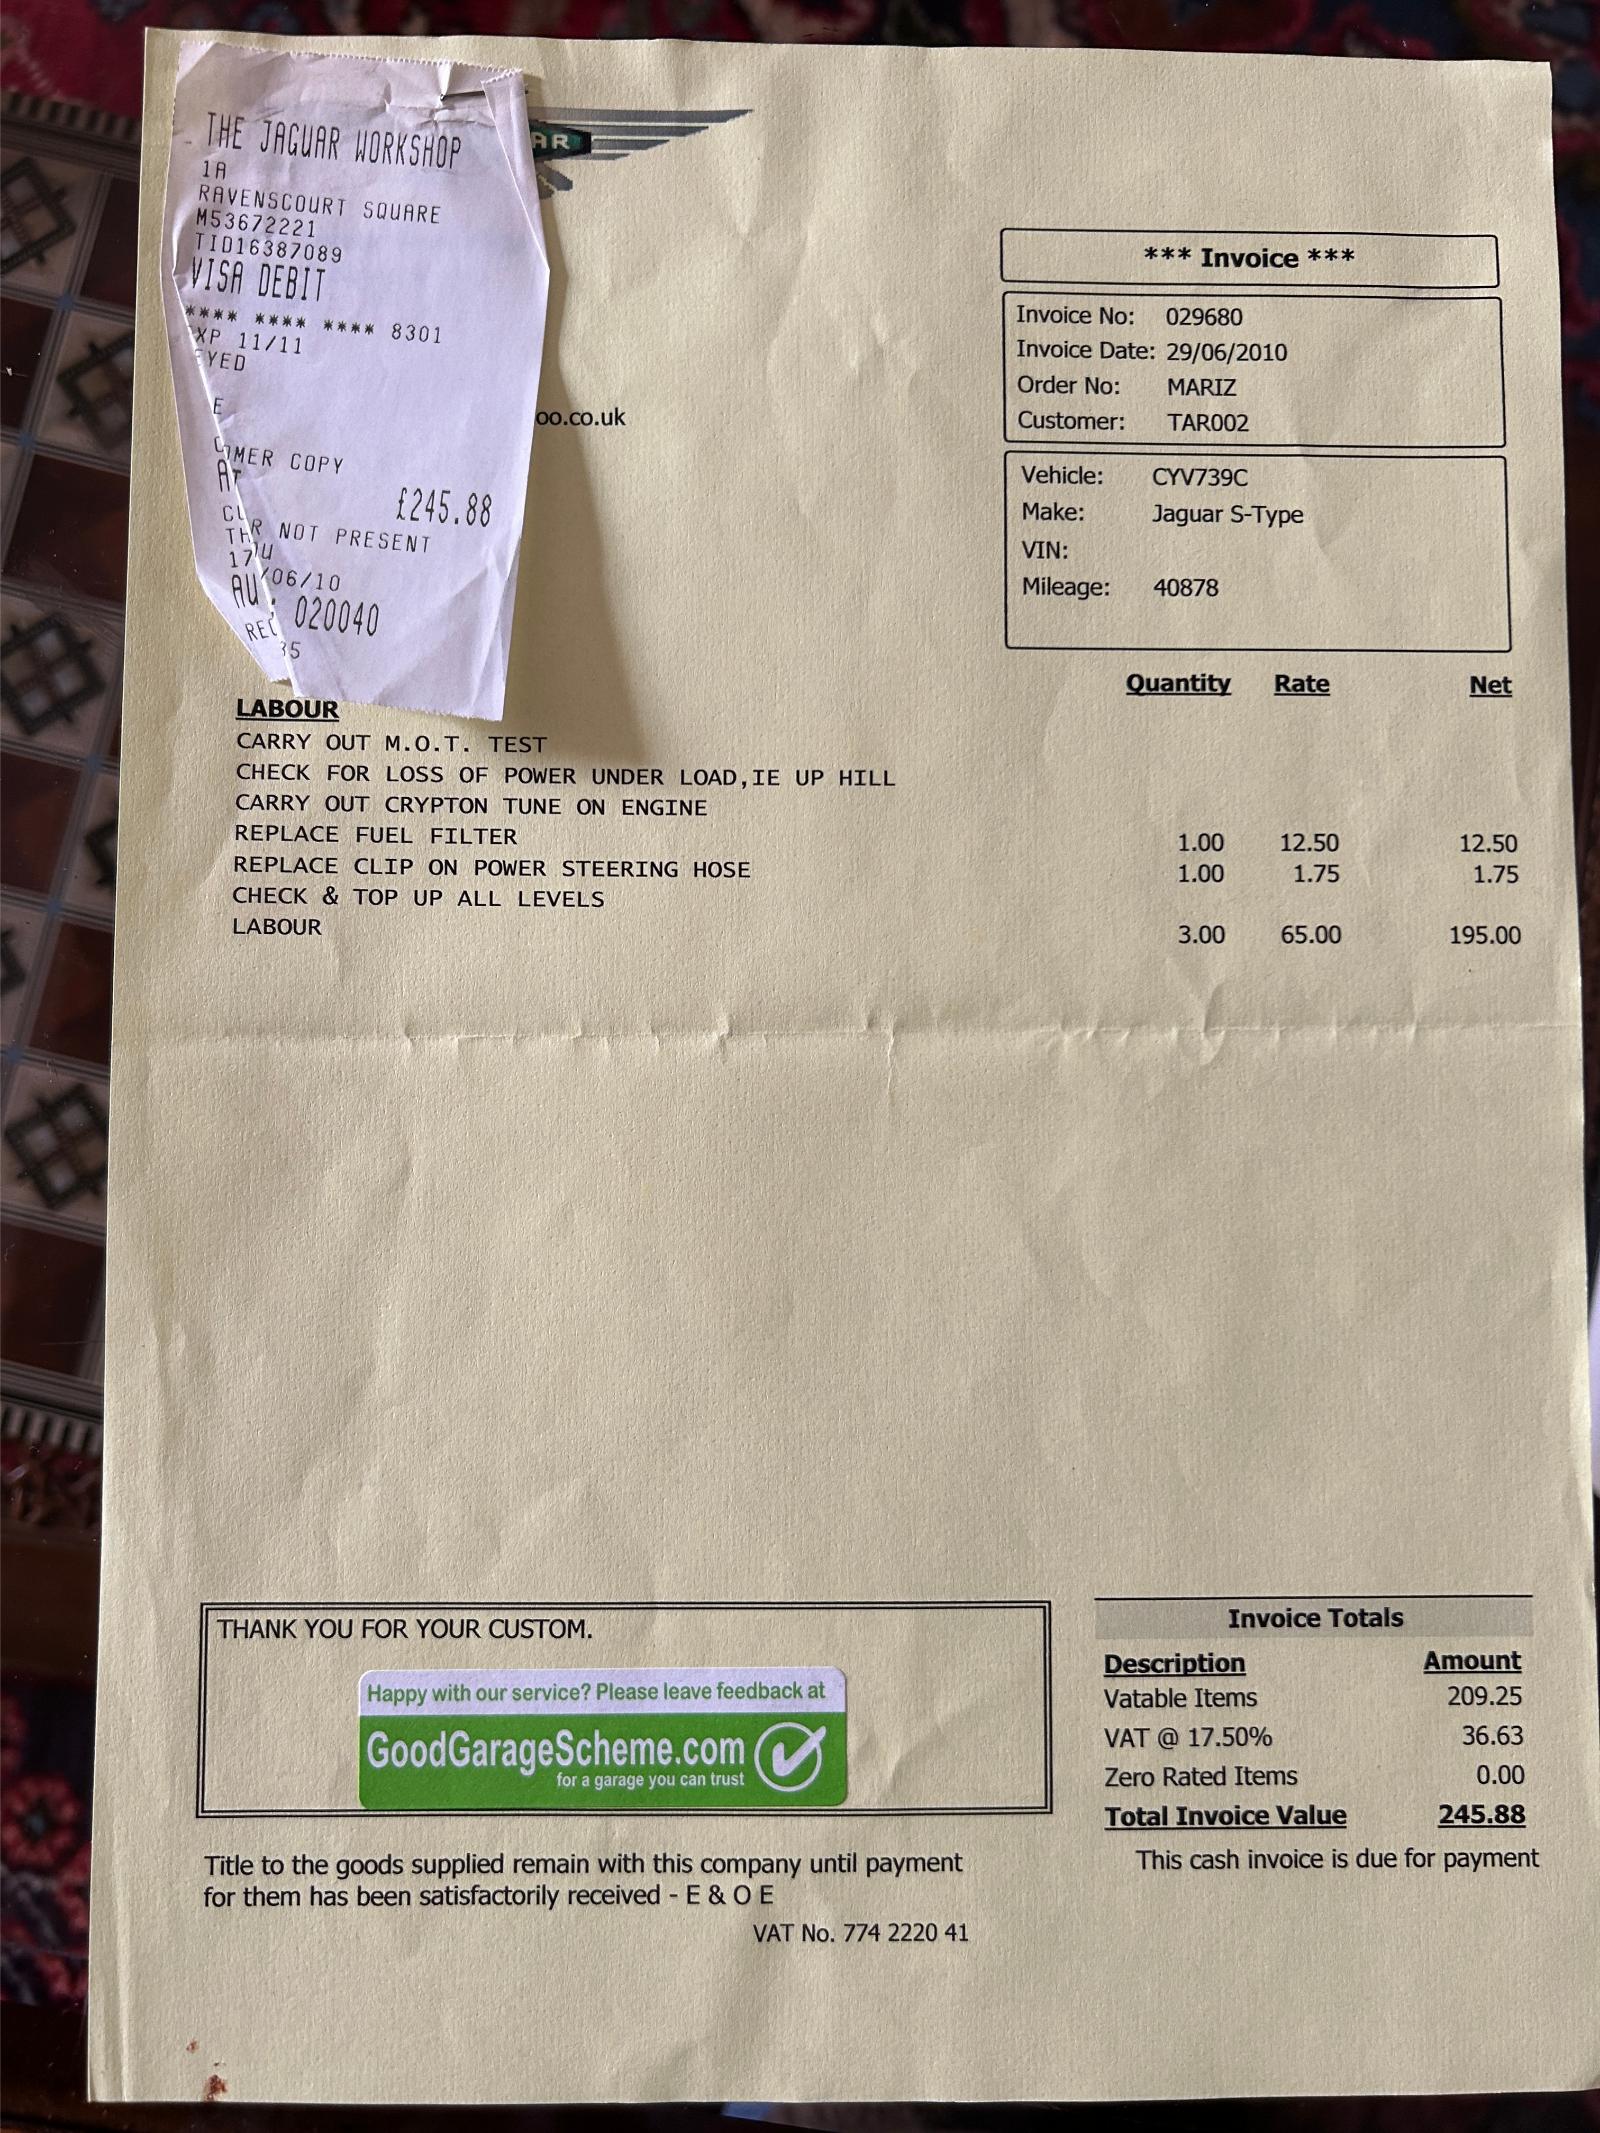 THE JAGUAR WORKSHOP
1A
RAVENSCOURT SQUARE
M53672221
TID16387089
VISA DEBIT
**** **** **** 8301
XP 11/11
EYED
E
OMER COPY
£245.88
R NOT PRESENT
/06/10
020040
35
AR
oo.co.uk
*** Invoice ***
Invoice No: 029680
Invoice Date: 29/06/2010
Order No: MARIZ
Customer: TAR002
Vehicle: CYV739C
Make: Jaguar S-Type
VIN:
Mileage: 40878
Quantity Rate Net
LABOUR
CARRY OUT M.O.T. TEST
CHECK FOR LOSS OF POWER UNDER LOAD,IE UP HILL
CARRY OUT CRYPTON TUNE ON ENGINE
REPLACE FUEL FILTER 1.00 12.50 12.50
REPLACE CLIP ON POWER STEERING HOSE 1.00 1.75 1.75
CHECK & TOP UP ALL LEVELS
LABOUR 3.00 65.00 195.00
THANK YOU FOR YOUR CUSTOM.
Happy with our service? Please leave feedback at
GoodGarageScheme.com
for a garage you can trust
Invoice Totals
Description Amount
Vatable Items 209.25
VAT @ 17.50% 36.63
Zero Rated Items 0.00
Total Invoice Value 245.88
This cash invoice is due for payment
Title to the goods supplied remain with this company until payment
for them has been satisfactorily received - E & O E
VAT No. 774 2220 41